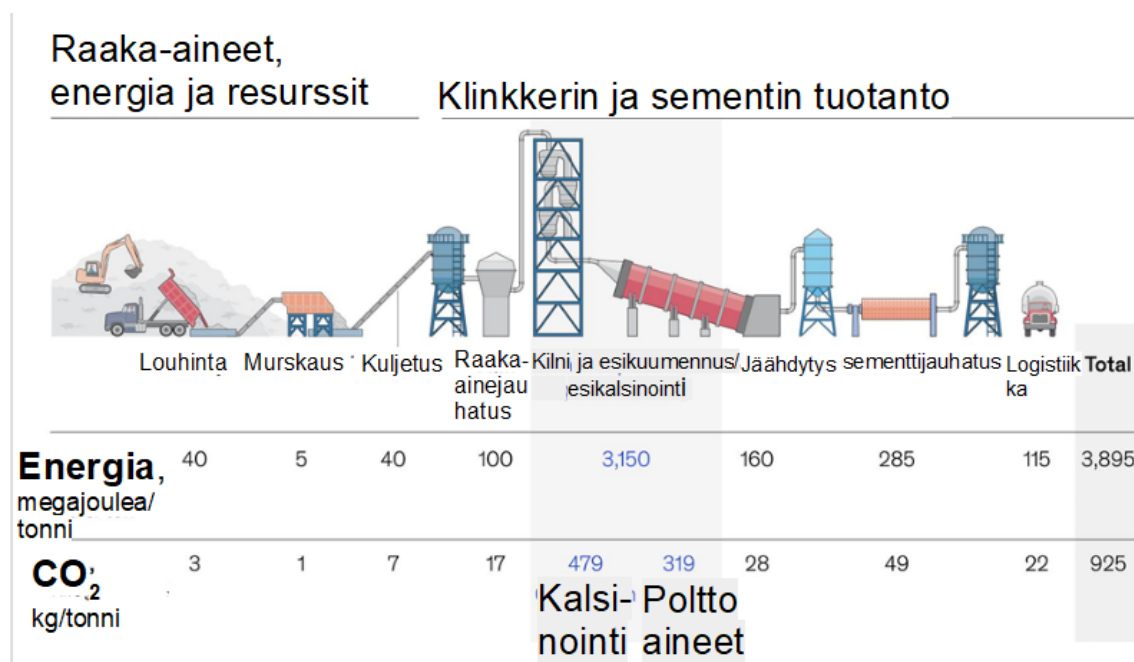 Raaka-aineet,
energia ja resurssit
Klinkkerin ja sementin tuotanto
Louhinta Murskaus Kuljetus Raaka-
ainejau
hatus Kilni ja esikuumennus/
esikalsinointi Jäähdytys sementtijauhatus Logistiik
ka Total
Energia,
megajoulea/
tonni
40 5 40 100 3,150 160 285 115 3,895
CO2,
kg/tonni
3 1 7 17 479 319 28 49 22 925
Kalsi-
nointi
Poltto
aineet